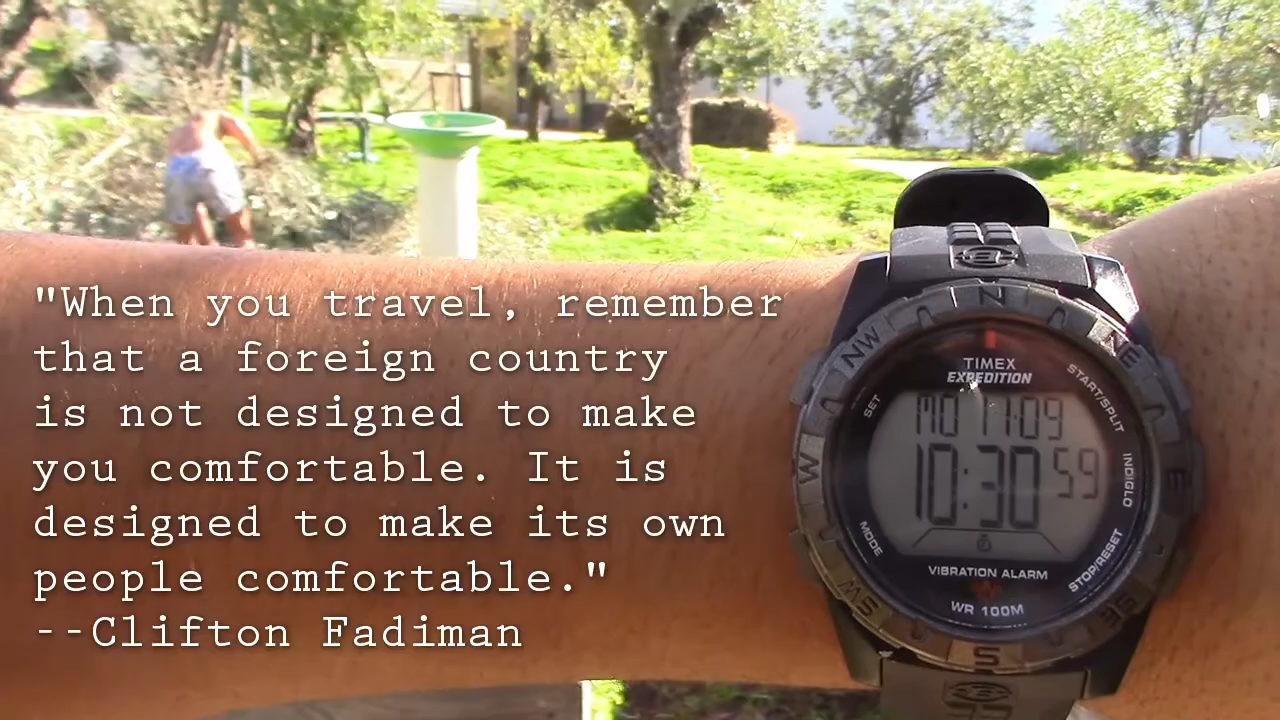 "When you travel, remember
that a foreign country
is not designed to make
you comfortable. It is
designed to make its own
people comfortable."
--Clifton Fadiman
N
NW
NE
TIMEX
EXPEDITION
SET
START/SPLIT
MO 11:09
10:30 59
W
E
INDIGLO
MODE
STOP/RESET
VIBRATION ALARM
WR 100M
SW
SE
S